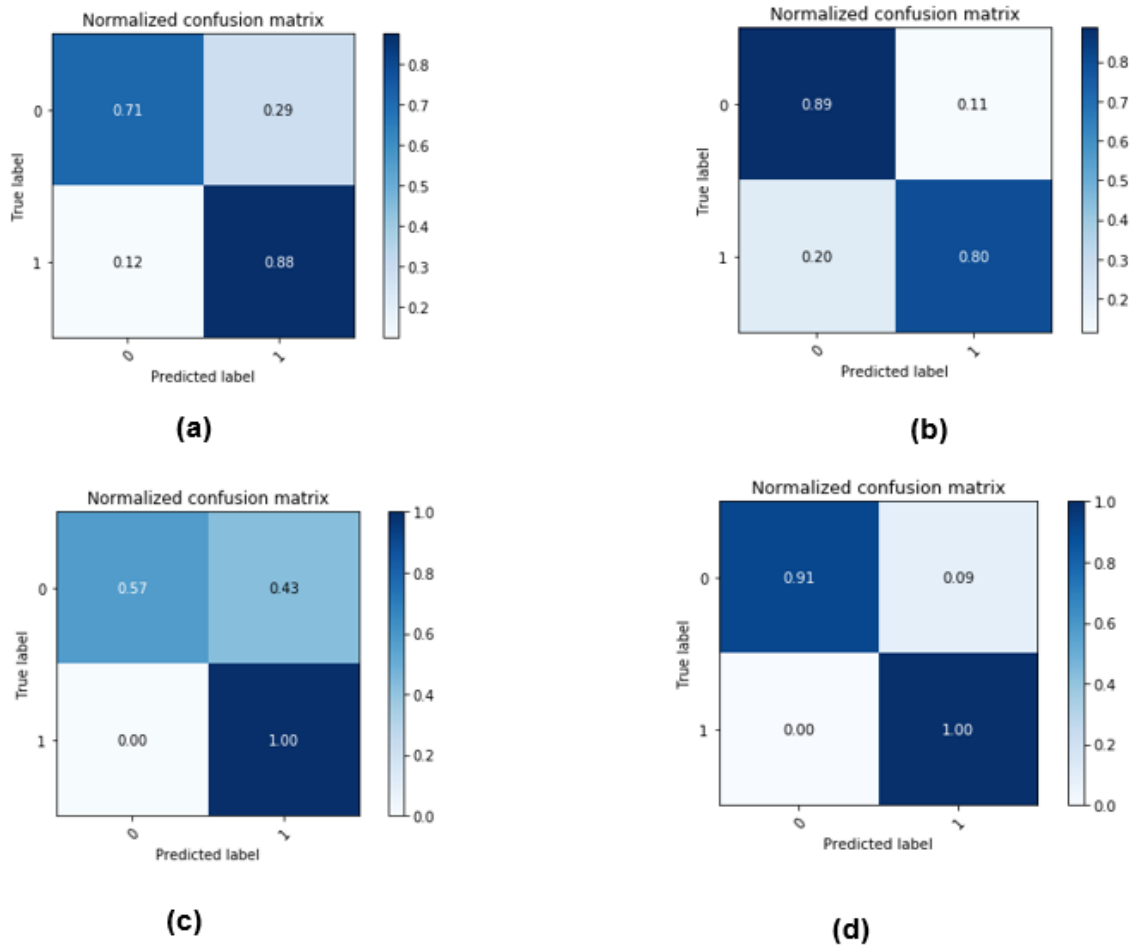 Normalized confusion matrix
0.8
0.7
0.6
0.5
0.4
0.3
0.2
True label
0
0.71 0.29
1
0.12 0.88
0 1
Predicted label
(a)
Normalized confusion matrix
0.8
0.7
0.6
0.5
0.4
0.3
0.2
True label
0
0.89 0.11
1
0.20 0.80
0 1
Predicted label
(b)
Normalized confusion matrix
1.0
0.8
0.6
0.4
0.2
0.0
True label
0
0.57 0.43
1
0.00 1.00
0 1
Predicted label
(c)
Normalized confusion matrix
1.0
0.8
0.6
0.4
0.2
0.0
True label
0
0.91 0.09
1
0.00 1.00
0 1
Predicted label
(d)